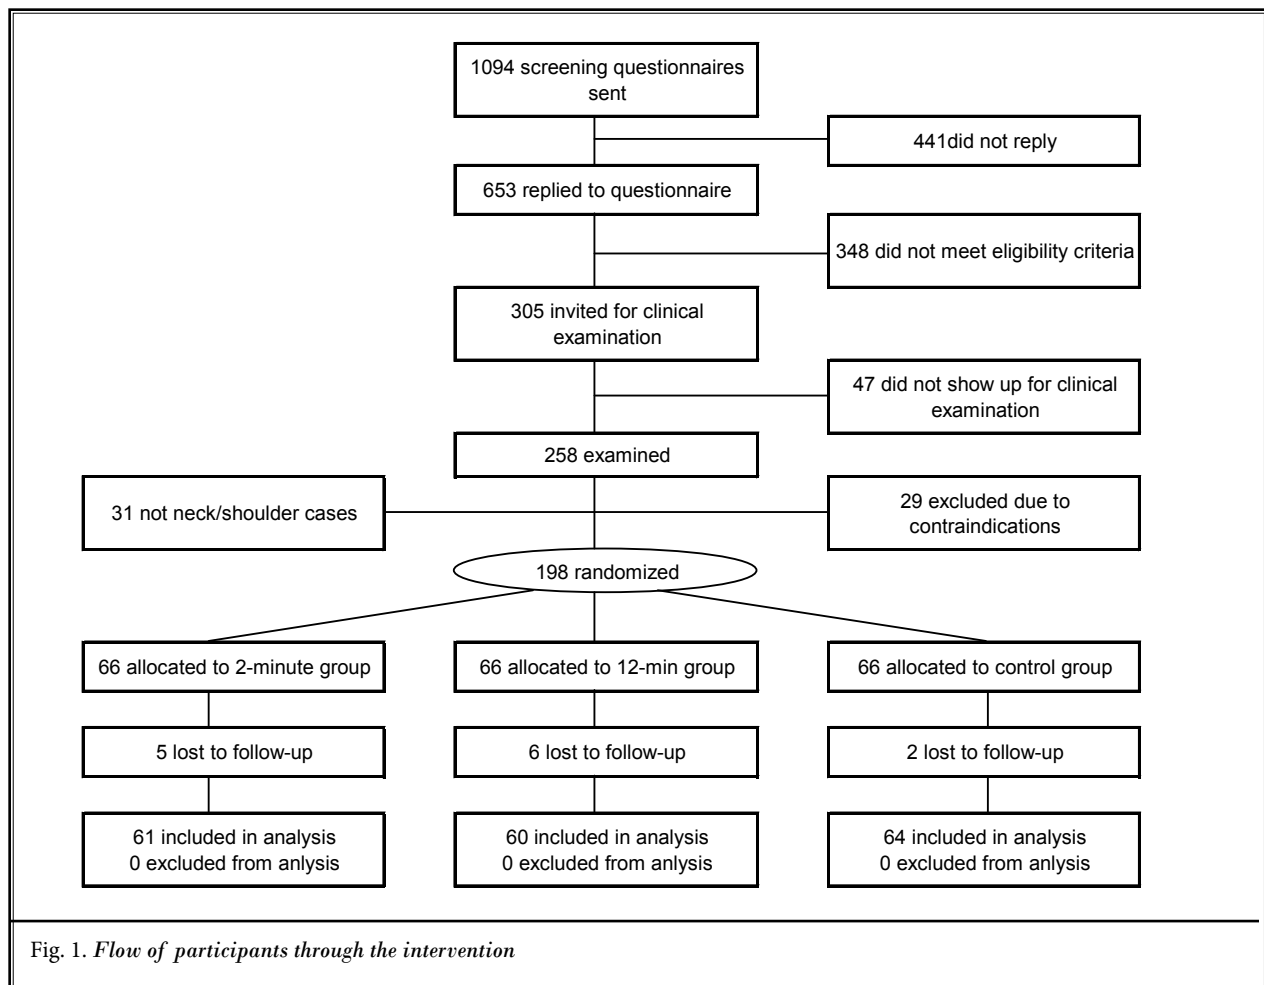 1094 screening questionnaires
sent
441did not reply
653 replied to questionnaire
348 did not meet eligibility criteria
305 invited for clinical
examination
47 did not show up for clinical
examination
258 examined
31 not neck/shoulder cases
29 excluded due to
contraindications
198 randomized
66 allocated to 2-minute group
66 allocated to 12-min group
66 allocated to control group
5 lost to follow-up
6 lost to follow-up
2 lost to follow-up
61 included in analysis
0 excluded from anlysis
60 included in analysis
0 excluded from anlysis
64 included in analysis
0 excluded from anlysis
Fig. 1. Flow of participants through the intervention